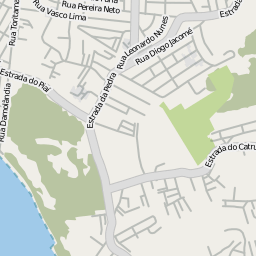 Rua Vasco Lima
Rua Pereira Neto
Estrada do Piaí
Estrada da Pedra
Rua Leonardo Nunes
Rua Diogo Jacomé
Estrada do Catru
Rua Damolândia